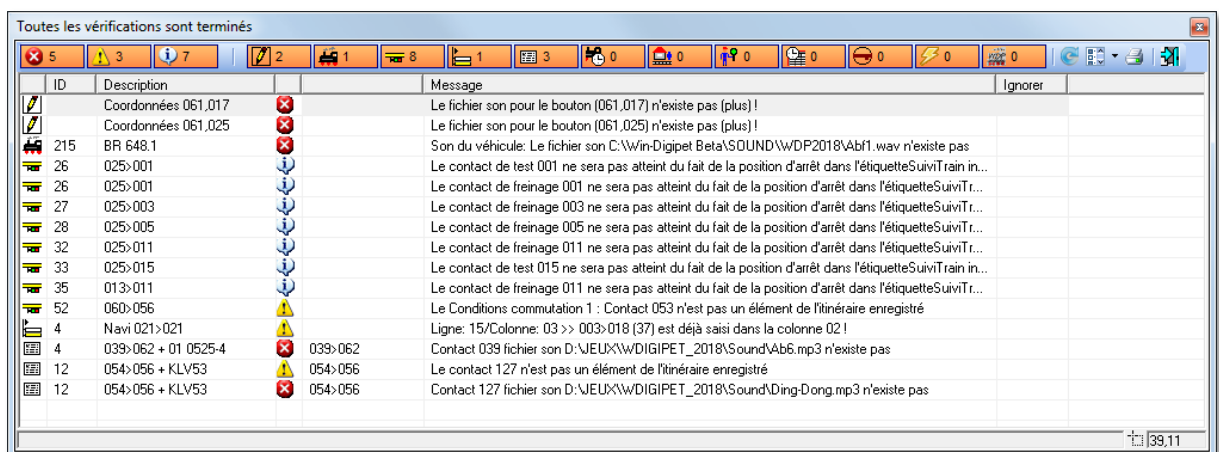 Toutes les vérifications sont terminés
5 3 7 2 1 8 1 3 0 0 0 0 0 0 0
ID Description Message Ignorer
Coordonnées 061,017 Le fichier son pour le bouton (061,017) n'existe pas (plus) !
Coordonnées 061,025 Le fichier son pour le bouton (061,025) n'existe pas (plus) !
215 BR 648.1 Son du véhicule: Le fichier son C:\Win-Digipet Beta\SOUND\WDP2018\Abf1.wav n'existe pas
26 025>001 Le contact de test 001 ne sera pas atteint du fait de la position d'arrêt dans l'étiquetteSuiviTrain in...
26 025>001 Le contact de freinage 001 ne sera pas atteint du fait de la position d'arrêt dans l'étiquetteSuiviTr...
27 025>003 Le contact de freinage 003 ne sera pas atteint du fait de la position d'arrêt dans l'étiquetteSuiviTr...
28 025>005 Le contact de freinage 005 ne sera pas atteint du fait de la position d'arrêt dans l'étiquetteSuiviTr...
32 025>011 Le contact de freinage 011 ne sera pas atteint du fait de la position d'arrêt dans l'étiquetteSuiviTr...
33 025>015 Le contact de test 015 ne sera pas atteint du fait de la position d'arrêt dans l'étiquetteSuiviTrain in...
35 013>011 Le contact de freinage 011 ne sera pas atteint du fait de la position d'arrêt dans l'étiquetteSuiviTr...
52 060>056 Le Conditions commutation 1 : Contact 053 n'est pas un élément de l'itinéraire enregistré
4 Navi 021>021 Ligne: 15/Colonne: 03 >> 003>018 (37) est déjà saisi dans la colonne 02 !
4 039>062 + 01 0525-4 039>062 Contact 039 fichier son D:\JEUX\WDIGIPET_2018\Sound\Ab6.mp3 n'existe pas
12 054>056 + KLV53 054>056 Le contact 127 n'est pas un élément de l'itinéraire enregistré
12 054>056 + KLV53 054>056 Contact 127 fichier son D:\JEUX\WDIGIPET_2018\Sound\Ding-Dong.mp3 n'existe pas
39,11